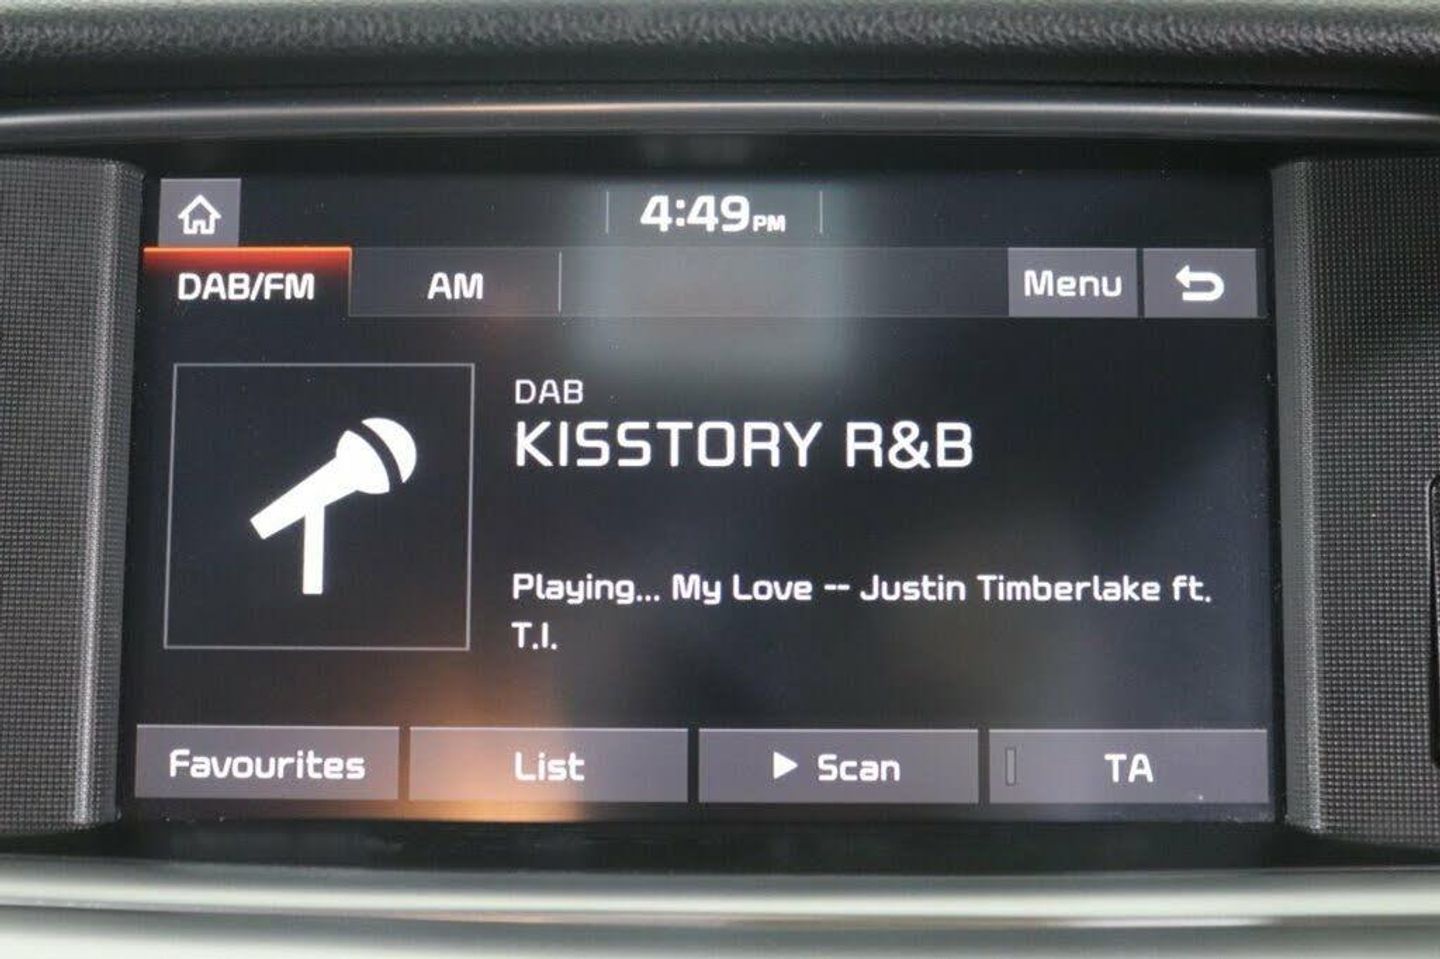 4:49PM
DAB/FM AM Menu
DAB
KISSTORY R&B
Playing... My Love -- Justin Timberlake ft.
T.I.
Favourites List Scan TA